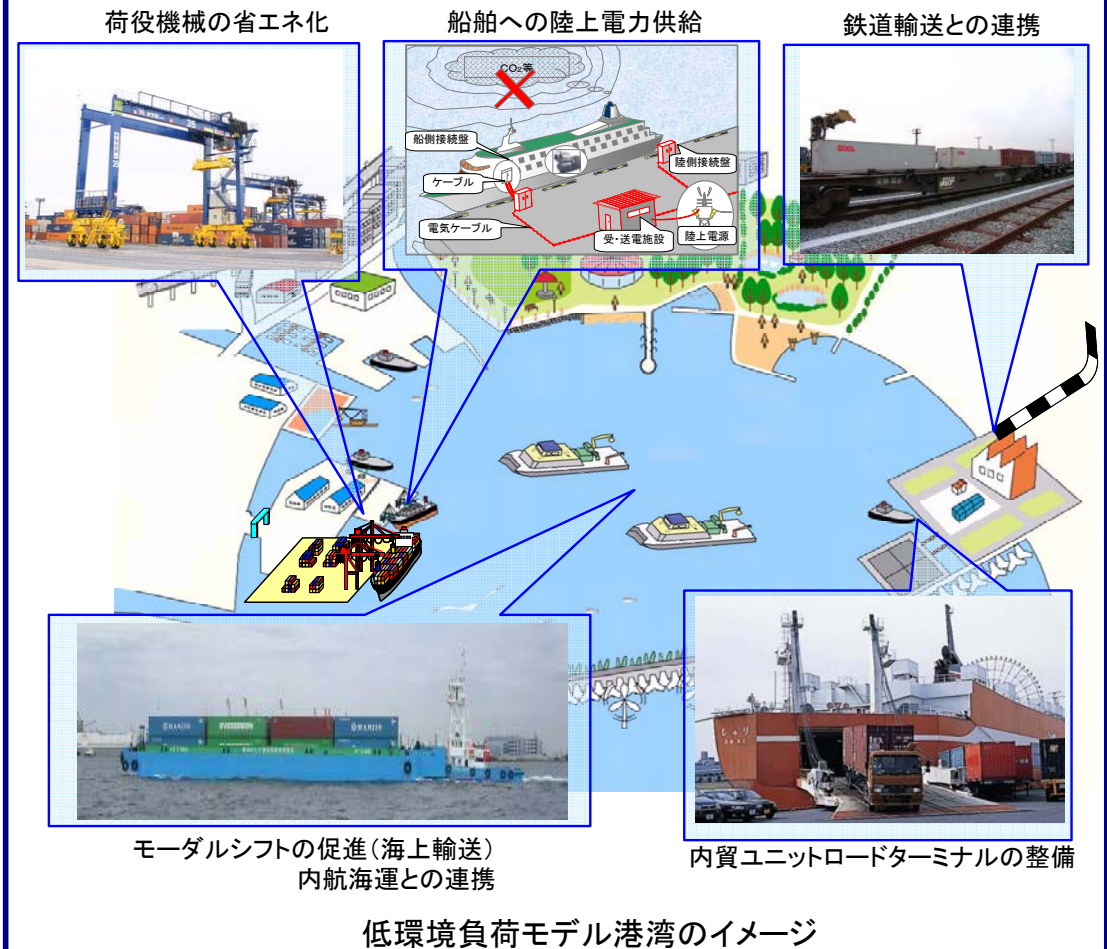 荷役機械の省エネ化
船舶への陸上電力供給
鉄道輸送との連携
CO2等
船側接続盤
陸側接続盤
ケーブル
電気ケーブル
受・送電施設
陸上電源
HANJIN
EVERGREEN
HANJIN
モーダルシフトの促進(海上輸送)
内航海運との連携
内貿ユニットロードターミナルの整備
低環境負荷モデル港湾のイメージ